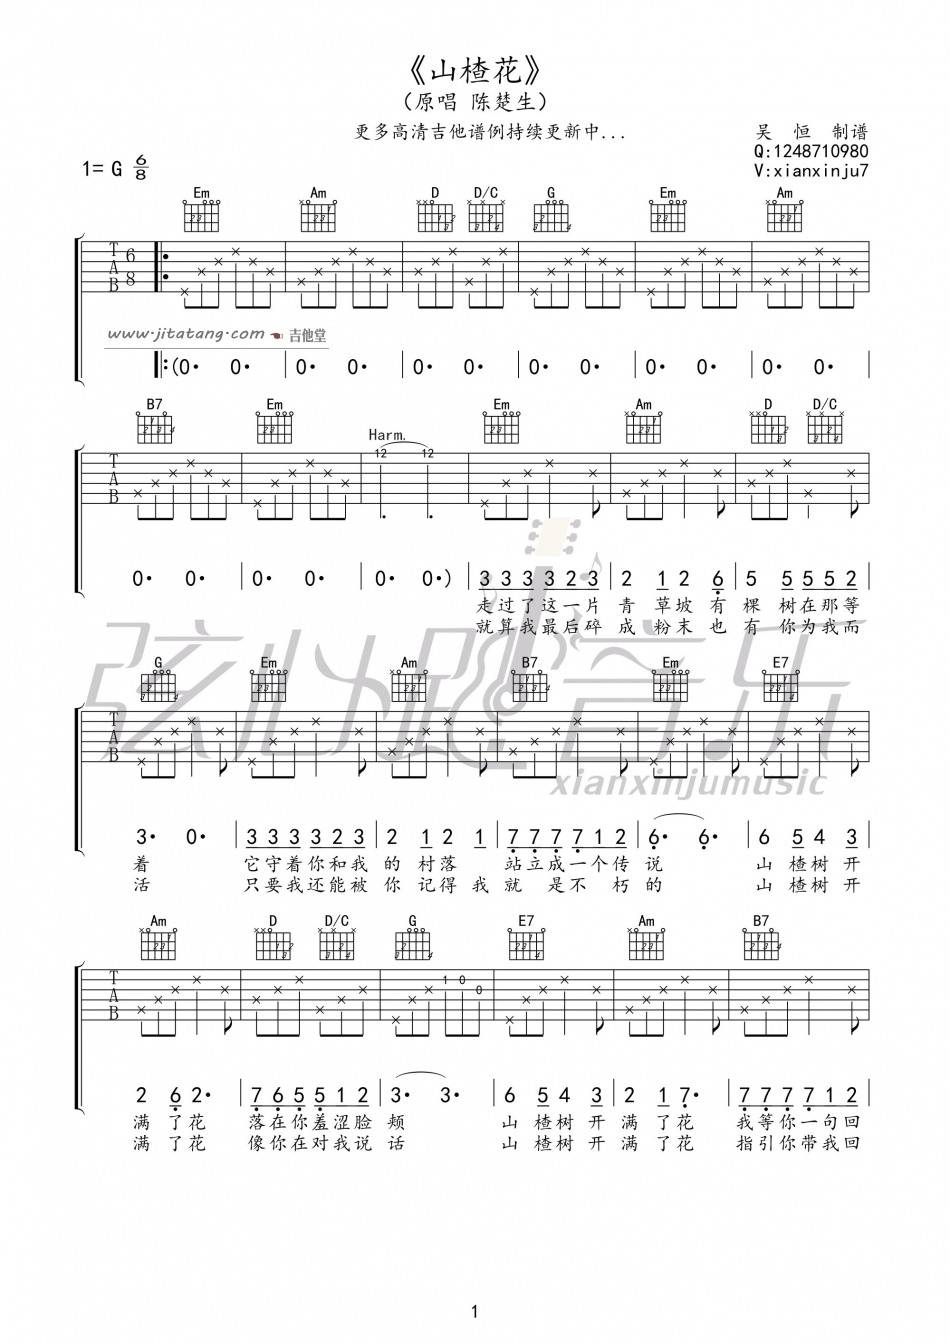 《山楂花》
（原唱 陈楚生）
更多高清吉他谱例持续更新中...
吴 恒 制谱
Q:1248710980
V:xianxinju7
1= G 6/8
Em Am D D/C G Em Am
T A B 6 8
www.jitatang.com 吉他堂
(0· 0· 0· 0· 0· 0· 0· 0· 0· 0· 0· 0·
B7 Em Harm. Em Am D D/C
T A B 12 12
0· 0· 0· 0· 0· 0·) 3 3 3 3 2 3 2 1 2 6 5 5 5 5 2
走过了这一片 青 草坡 有 棵 树在那等
就算我最后碎 成 粉末 也 有 你为我而
G Em Am B7 Em E7
T A B
弦心距音乐
xianxinjumusic
3· 0· 3 3 3 3 2 3 2 1 2 1 7 7 7 7 1 2 6· 6· 6 5 4 3
着 它守着你和我 的 村落 站立成一个传 说 山 楂树 开
活 只要我还能被 你 记得 我 就 是不 朽的 山 楂树 开
Am D D/C G E7 Am B7
T A B 1 0 0
2 6 2· 7 6 5 5 1 2 3· 3· 6 5 4 3 2 1 7· 7 7 7 1 2
满 了花 落在你羞涩脸 颊 山 楂树 开 满 了花 我等你一句回
满 了花 像你在对我说 话 山 楂树 开 满 了花 指引你带我回
1